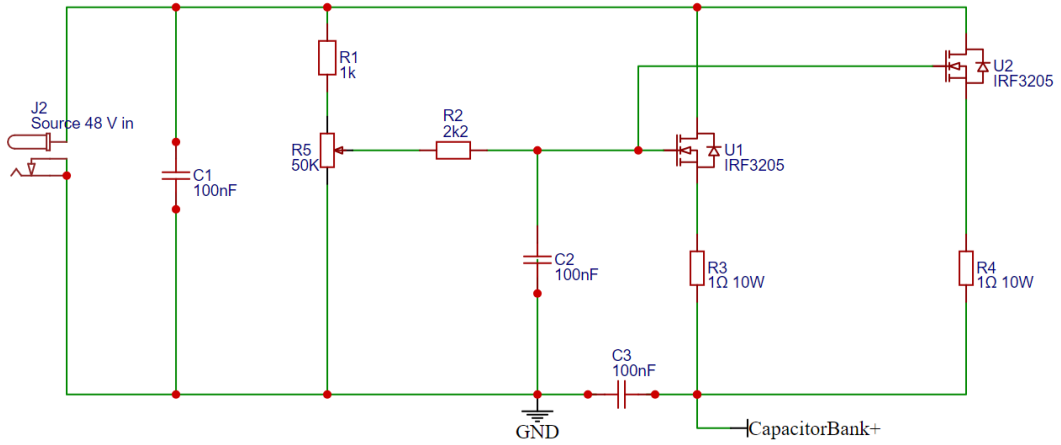 J2
Source 48 V in
C1
100nF
R1
1k
R5
50K
R2
2k2
C2
100nF
C3
100nF
GND
U1
IRF3205
R3
1Ω 10W
U2
IRF3205
R4
1Ω 10W
CapacitorBank+